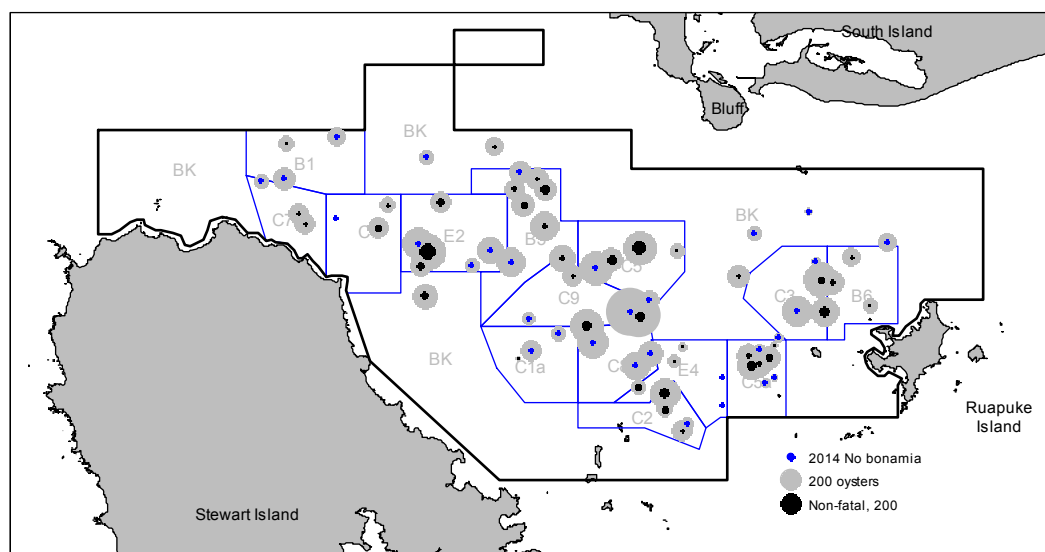 South Island
Bluff
BK
B1
BK
C7
BK
E2
C5
C9
C3
B6
BK
C1a
E4
C5a
C2
Ruapuke
Island
2014 No bonamia
200 oysters
Non-fatal, 200
Stewart Island